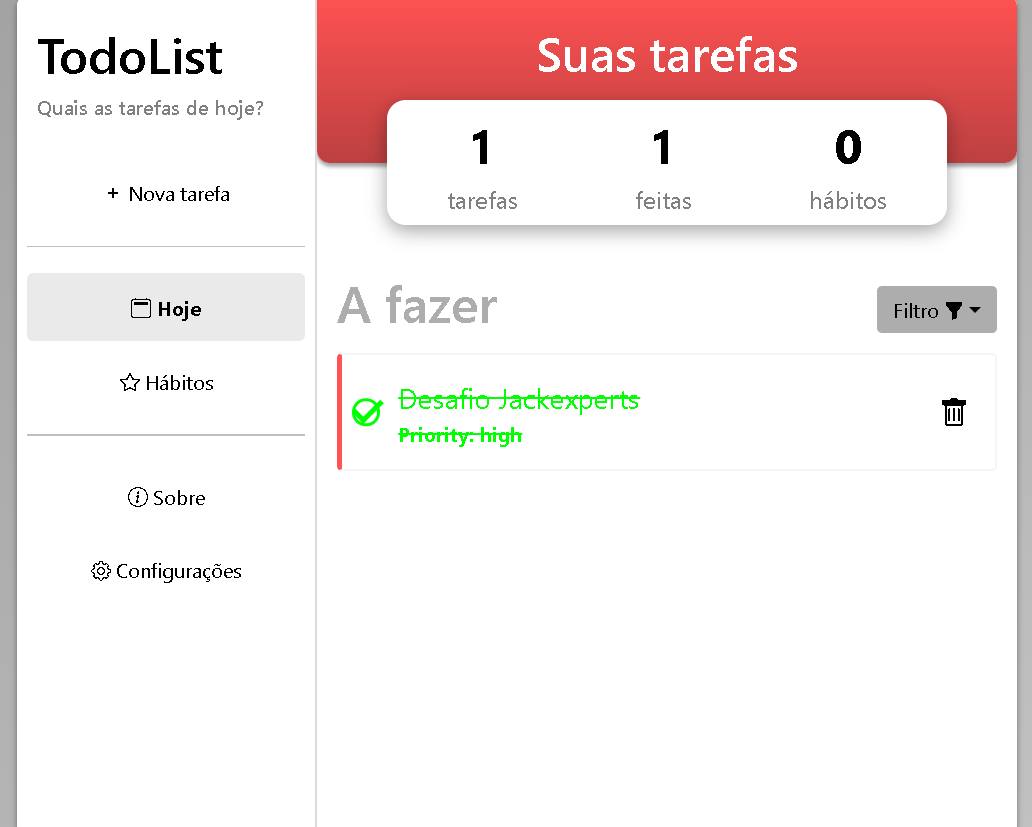 TodoList
Quais as tarefas de hoje?
+ Nova tarefa
Hoje
Hábitos
Sobre
Configurações
Suas tarefas
1 1 0
tarefas feitas hábitos
A fazer
Filtro
Desafio Jackexperts
Priority: high